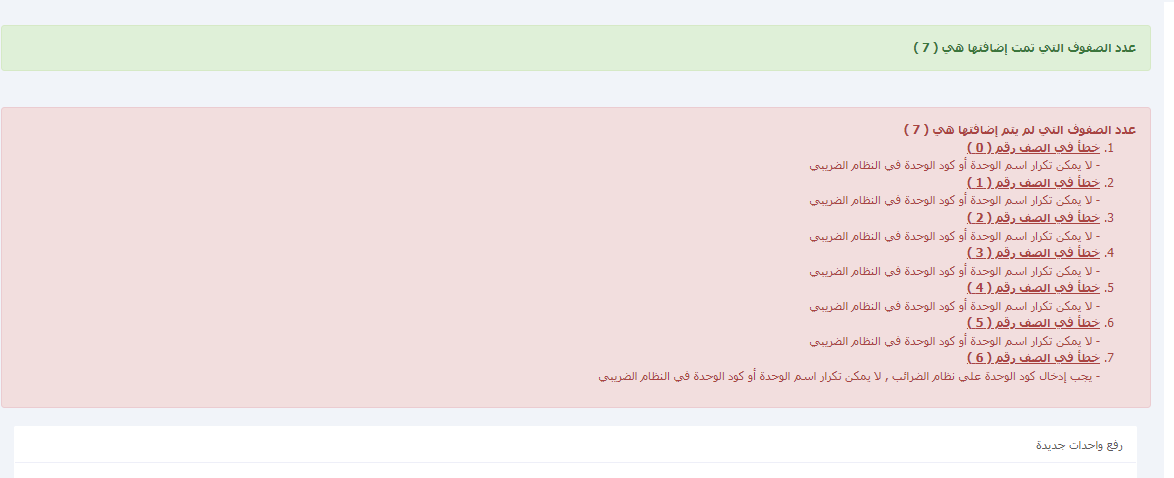 عدد الصفوف التي تمت إضافتها هي ( 7 )
عدد الصفوف التي لم يتم إضافتها هي ( 7 )
1. خطأ في الصف رقم ( 0 )
- لا يمكن تكرار اسم الوحدة أو كود الوحدة في النظام الضريبي
2. خطأ في الصف رقم ( 1 )
- لا يمكن تكرار اسم الوحدة أو كود الوحدة في النظام الضريبي
3. خطأ في الصف رقم ( 2 )
- لا يمكن تكرار اسم الوحدة أو كود الوحدة في النظام الضريبي
4. خطأ في الصف رقم ( 3 )
- لا يمكن تكرار اسم الوحدة أو كود الوحدة في النظام الضريبي
5. خطأ في الصف رقم ( 4 )
- لا يمكن تكرار اسم الوحدة أو كود الوحدة في النظام الضريبي
6. خطأ في الصف رقم ( 5 )
- لا يمكن تكرار اسم الوحدة أو كود الوحدة في النظام الضريبي
7. خطأ في الصف رقم ( 6 )
- يجب إدخال كود الوحدة علي نظام الضرائب , لا يمكن تكرار اسم الوحدة أو كود الوحدة في النظام الضريبي
رفع واحدات جديدة